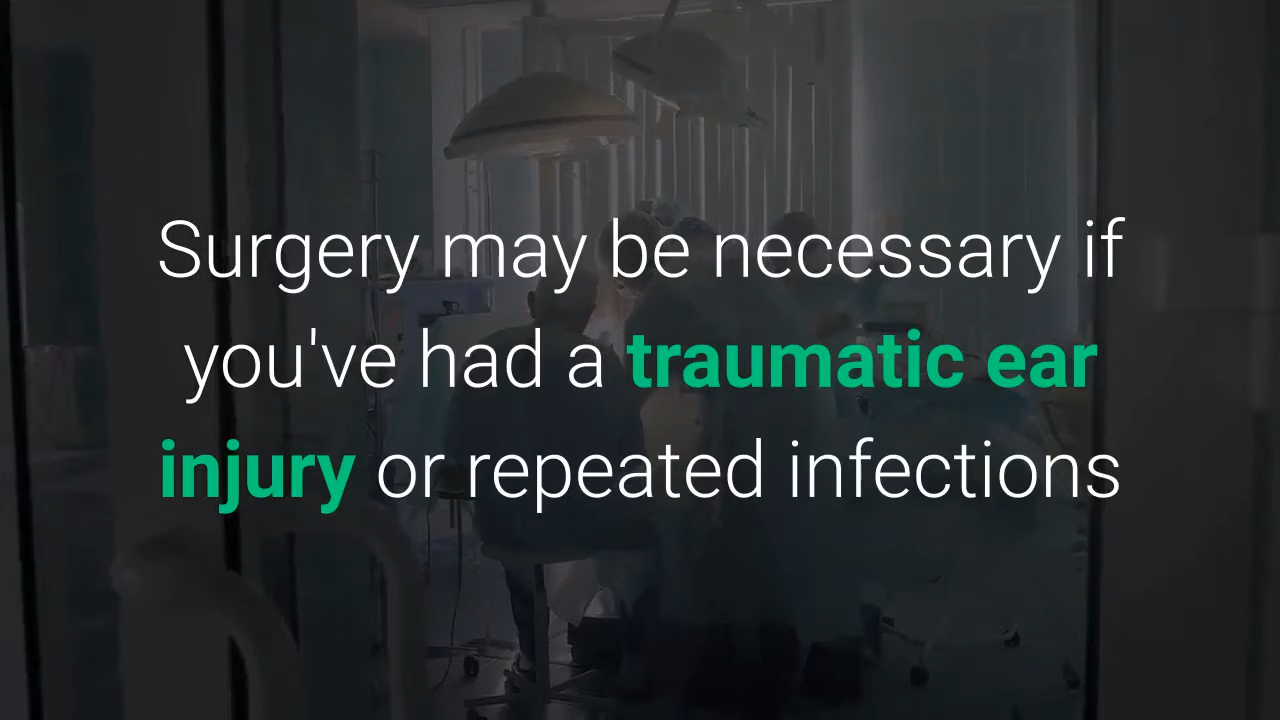 Surgery may be necessary if
you've had a traumatic ear
injury or repeated infections